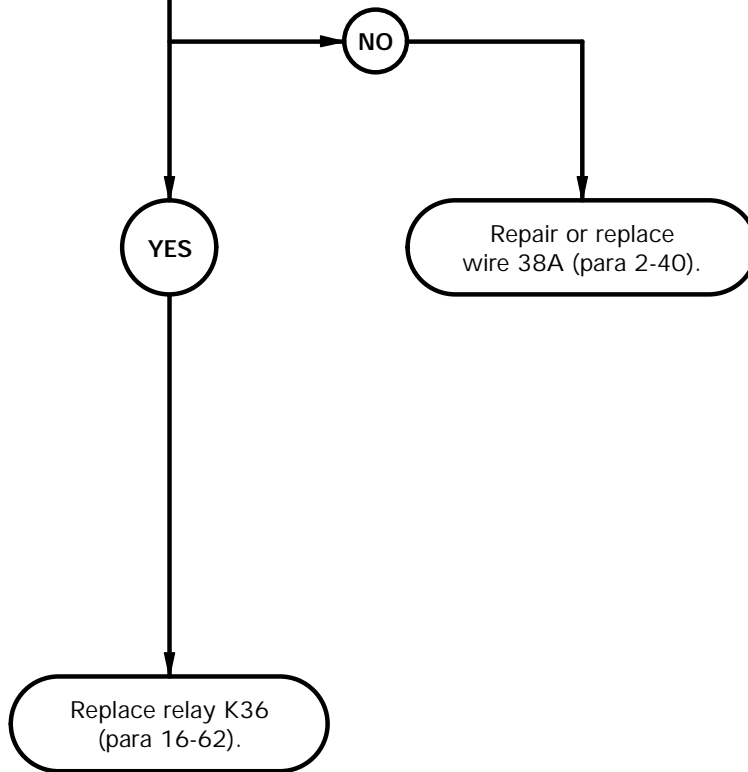 NO
YES
Repair or replace
wire 38A (para 2-40).
Replace relay K36
(para 16-62).